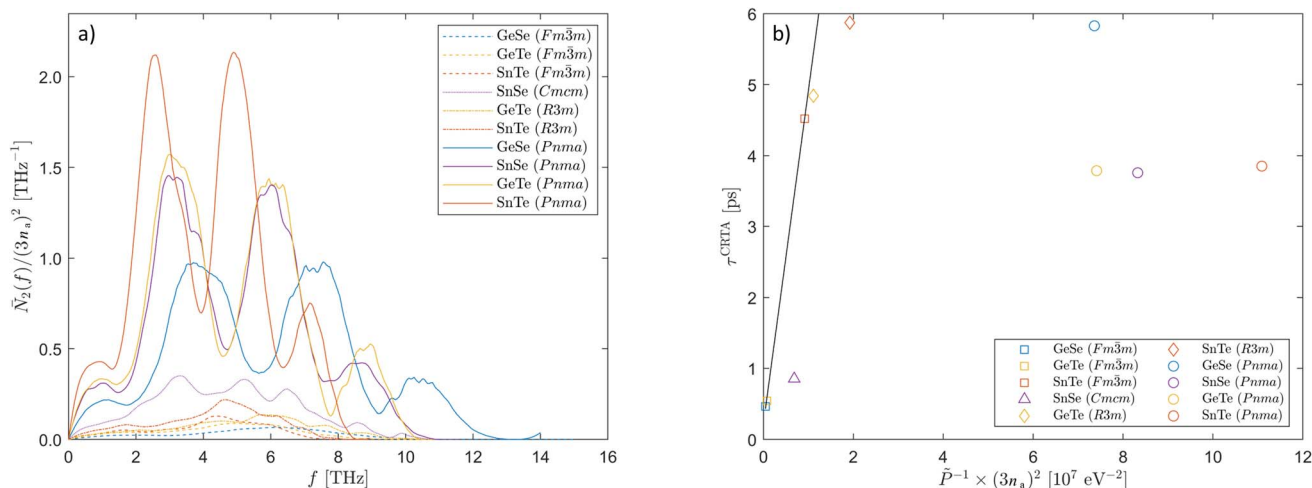 a)
GeSe (Fm3̄m)
GeTe (Fm3̄m)
SnTe (Fm3̄m)
SnSe (Cmcm)
GeTe (R3m)
SnTe (R3m)
GeSe (Pnma)
SnSe (Pnma)
GeTe (Pnma)
SnTe (Pnma)
2.0
1.5
1.0
0.5
0.0
N̄₂(f)/(3nₐ)² [THz⁻¹]
0 2 4 6 8 10 12 14 16
f [THz]
b)
6
5
4
3
2
1
0
τ^CRTA [ps]
GeSe (Fm3̄m)
GeTe (Fm3̄m)
SnTe (Fm3̄m)
SnSe (Cmcm)
GeTe (R3m)
SnTe (R3m)
GeSe (Pnma)
SnSe (Pnma)
GeTe (Pnma)
SnTe (Pnma)
0 2 4 6 8 10 12
P̃⁻¹ × (3nₐ)² [10⁷ eV⁻²]